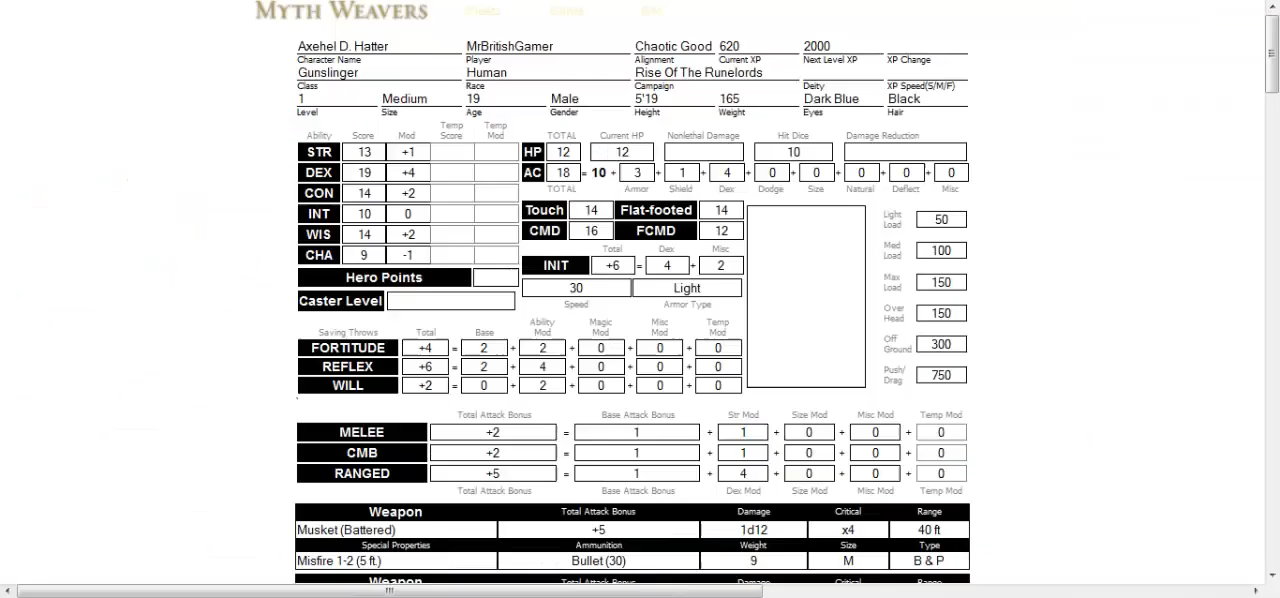 MYTH WEAVERS
Axehel D. Hatter MrBritishGamer Chaotic Good 620 2000
Character Name Player Alignment Current XP Next Level XP XP Change
Gunslinger Human Rise Of The Runelords
Class Race Campaign Deity XP Speed(S/M/F)
1 Medium 19 Male 5'19 165 Dark Blue Black
Level Size Age Gender Height Weight Eyes Hair
Ability Score Mod Temp Score Temp Mod TOTAL Current HP Nonlethal Damage Hit Dice Damage Reduction
STR 13 +1 HP 12 12 10
DEX 19 +4 AC 18 = 10 + 3 + 1 + 4 + 0 + 0 + 0 + 0 + 0
TOTAL Armor Shield Dex Dodge Size Natural Deflect Misc
CON 14 +2
INT 10 0 Touch 14 Flat-footed 14 Light Load 50
WIS 14 +2 CMD 16 FCMD 12
Total Dex Misc
CHA 9 -1 INIT +6 = 4 + 2 Med Load 100
Hero Points 30 Light Max Load 150
Caster Level Speed Armor Type Over Head 150
Saving Throws Total Base Ability Mod Magic Mod Misc Mod Temp Mod
FORTITUDE +4 = 2 + 2 + 0 + 0 + 0 Off Ground 300
REFLEX +6 = 2 + 4 + 0 + 0 + 0 Push/ Drag 750
WILL +2 = 0 + 2 + 0 + 0 + 0
Total Attack Bonus Base Attack Bonus Str Mod Size Mod Misc Mod Temp Mod
MELEE +2 = 1 + 1 + 0 + 0 + 0
CMB +2 = 1 + 1 + 0 + 0 + 0
RANGED +5 = 1 + 4 + 0 + 0 + 0
Total Attack Bonus Base Attack Bonus Dex Mod Size Mod Misc Mod Temp Mod
Weapon Total Attack Bonus Damage Critical Range
Musket (Battered) +5 1d12 x4 40 ft
Special Properties Ammunition Weight Size Type
Misfire 1-2 (5 ft.) Bullet (30) 9 M B & P
Weapon Total Attack Bonus Damage Critical Range